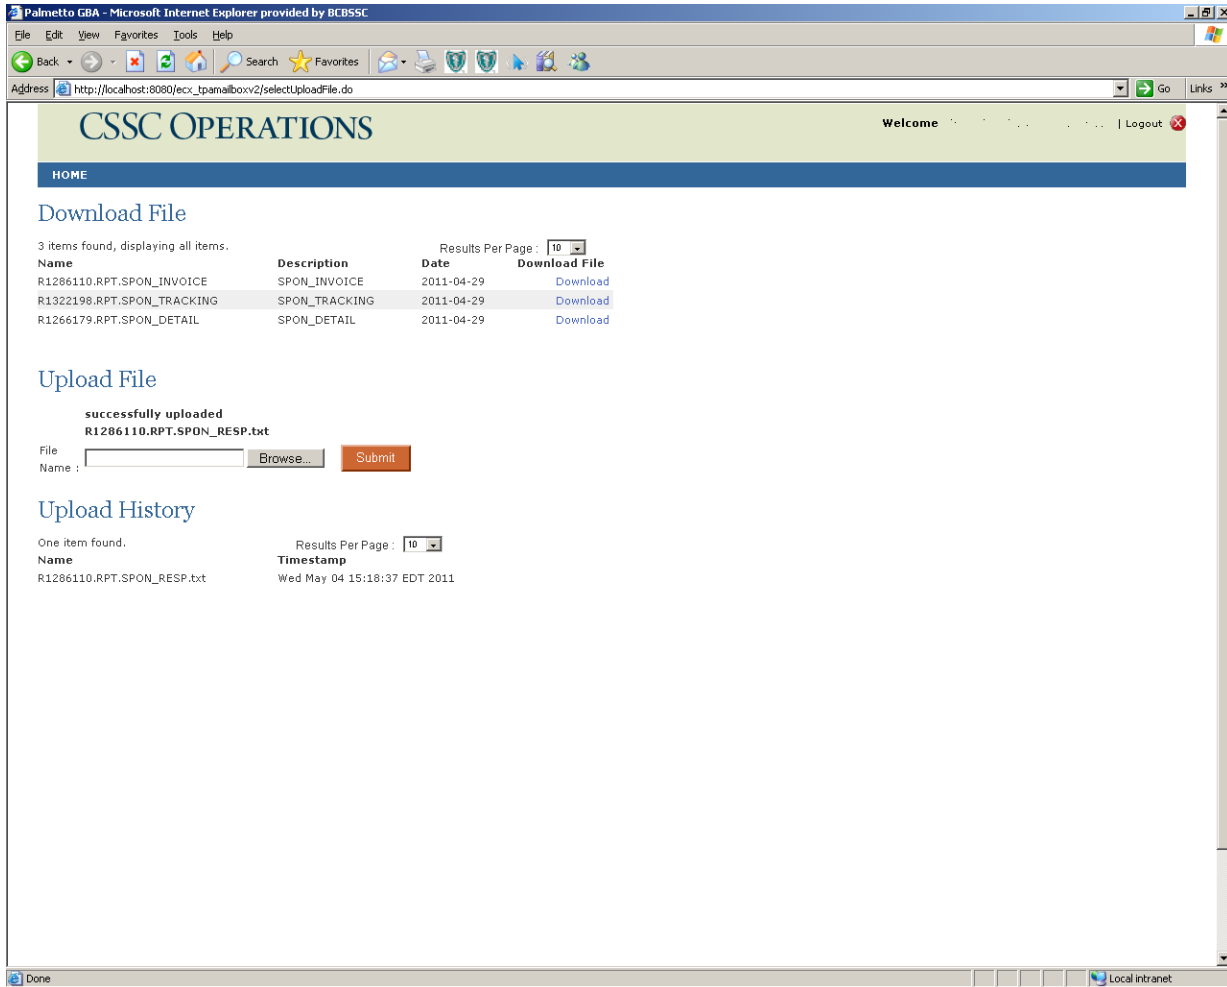 Palmetto GBA - Microsoft Internet Explorer provided by BCBSSC
File Edit View Favorites Tools Help
Back Search Favorites
Address http://localhost:8080/ecx_tpamailboxv2/selectUploadFile.do Go Links »
CSSC OPERATIONS
Welcome | Logout
HOME
Download File
3 items found, displaying all items. Results Per Page : 10
Name Description Date Download File
R1286110.RPT.SPON_INVOICE SPON_INVOICE 2011-04-29 Download
R1322198.RPT.SPON_TRACKING SPON_TRACKING 2011-04-29 Download
R1266179.RPT.SPON_DETAIL SPON_DETAIL 2011-04-29 Download
Upload File
successfully uploaded
R1286110.RPT.SPON_RESP.txt
File
Name : Browse... Submit
Upload History
One item found. Results Per Page : 10
Name Timestamp
R1286110.RPT.SPON_RESP.txt Wed May 04 15:18:37 EDT 2011
Done Local intranet